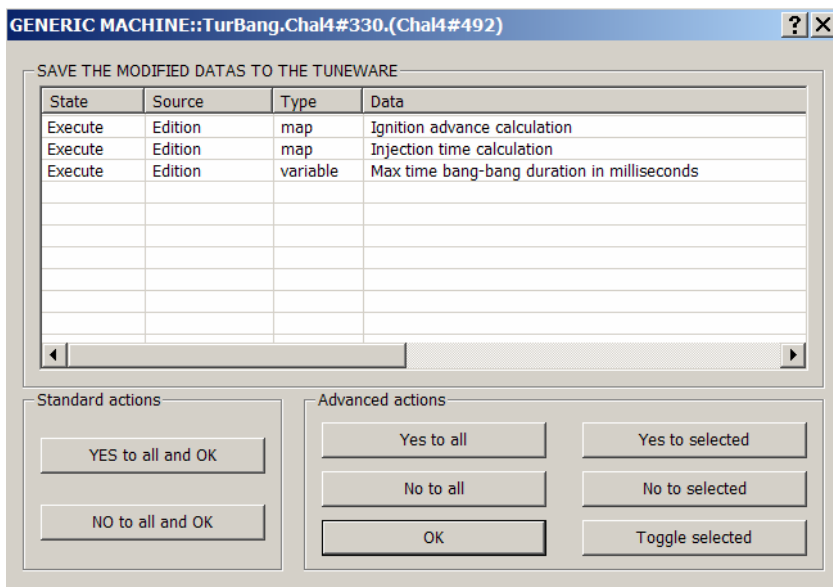 GENERIC MACHINE::TurBang.Chal4#330.(Chal4#492)
SAVE THE MODIFIED DATAS TO THE TUNEWARE
State Source Type Data
Execute Edition map Ignition advance calculation
Execute Edition map Injection time calculation
Execute Edition variable Max time bang-bang duration in milliseconds
Standard actions
YES to all and OK
NO to all and OK
Advanced actions
Yes to all Yes to selected
No to all No to selected
OK Toggle selected